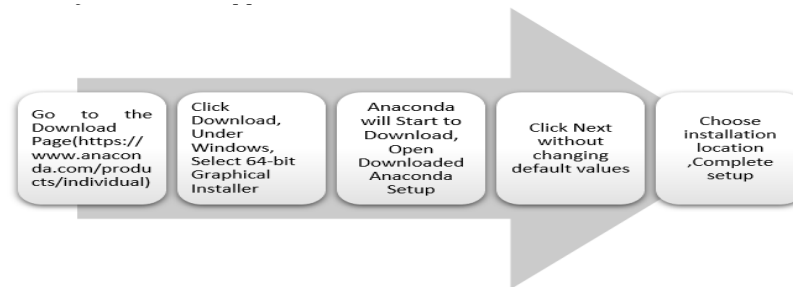 Go to the
Download
Page(https://
www.anacon
da.com/produ
cts/individual)
Click
Download,
Under
Windows,
Select 64-bit
Graphical
Installer
Anaconda
will Start to
Download,
Open
Downloaded
Anaconda
Setup
Click Next
without
changing
default values
Choose
installation
location
,Complete
setup